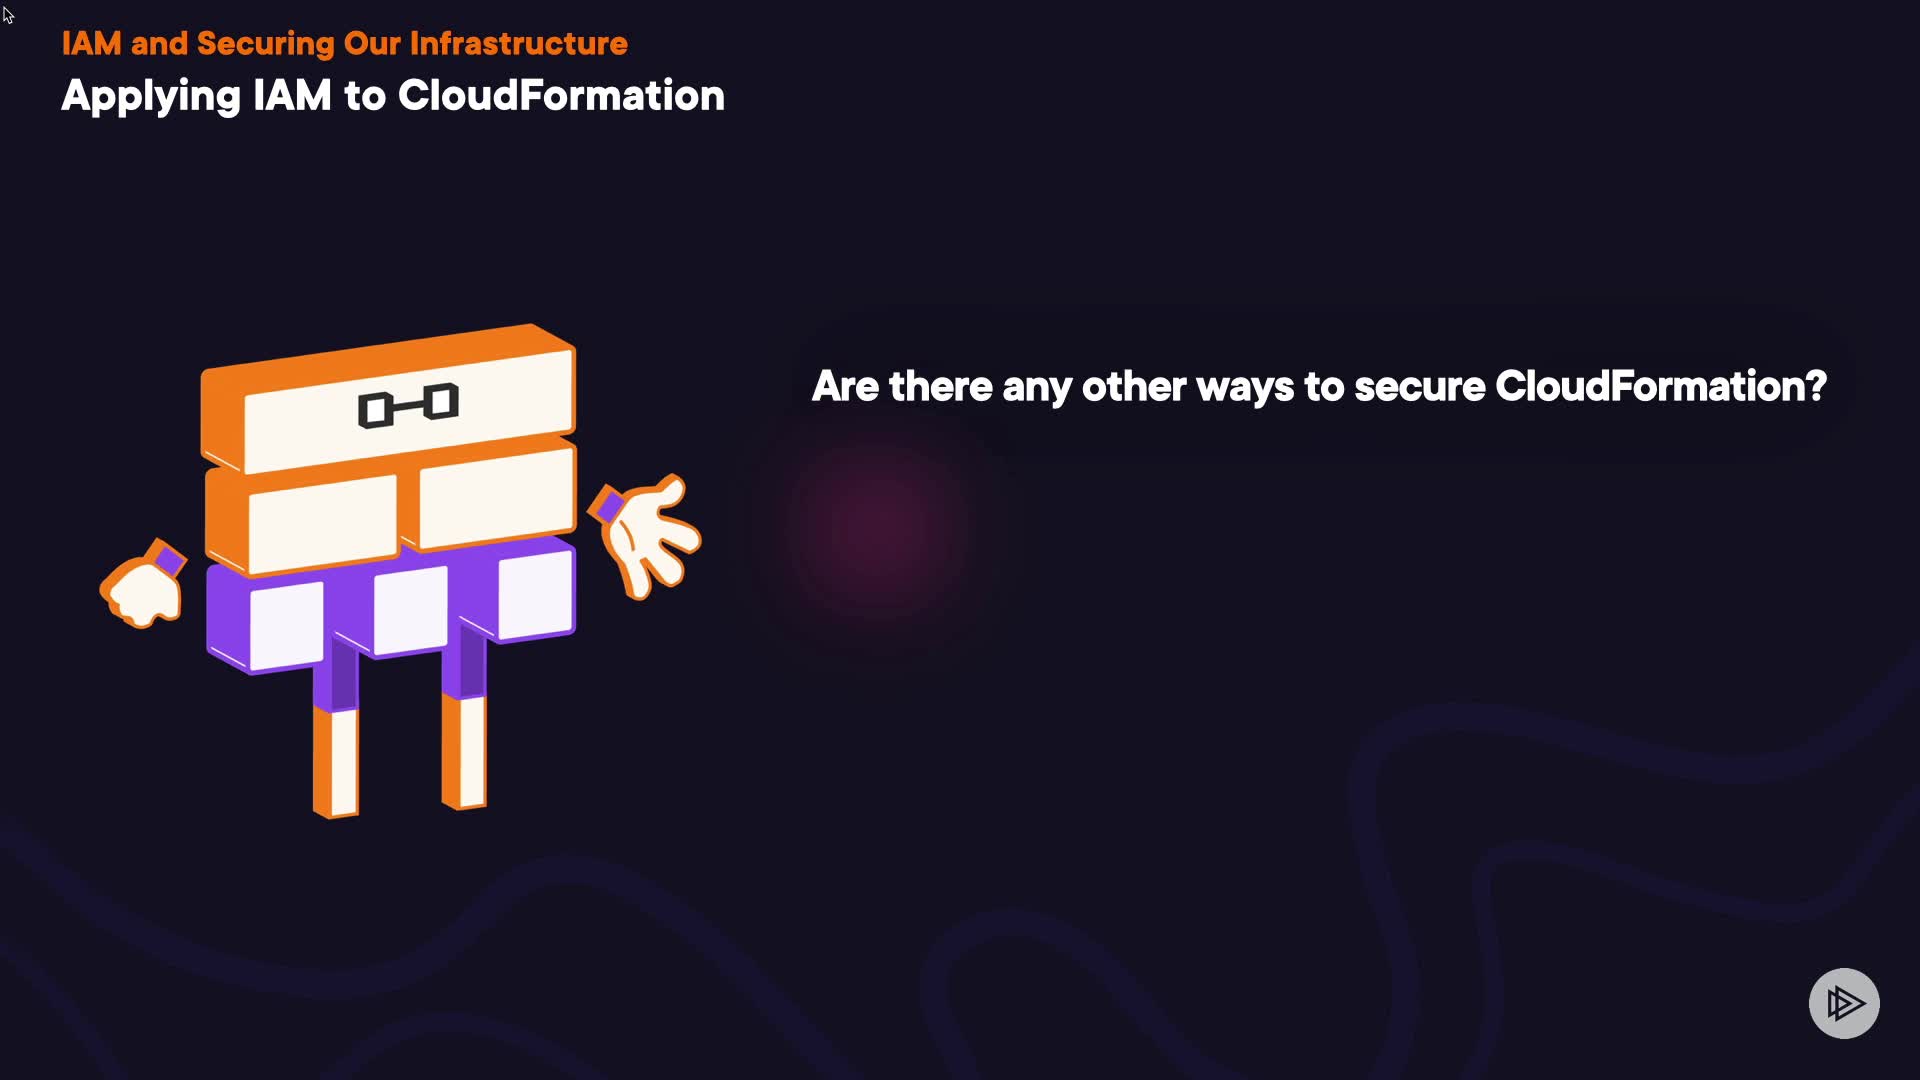 IAM and Securing Our Infrastructure
Applying IAM to CloudFormation
Are there any other ways to secure CloudFormation?